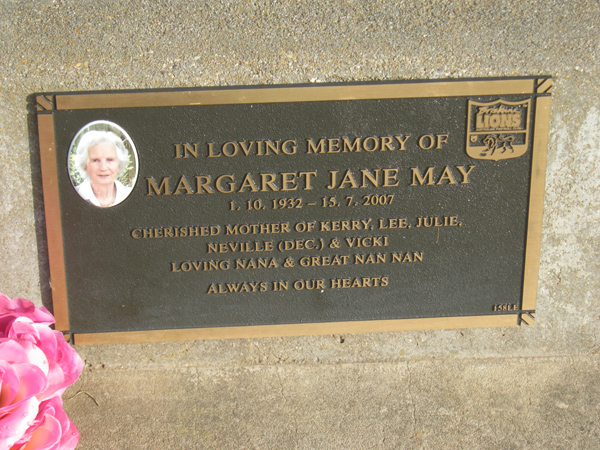 Brisbane
LIONS
IN LOVING MEMORY OF
MARGARET JANE MAY
1. 10. 1932 – 15. 7. 2007
CHERISHED MOTHER OF KERRY, LEE, JULIE,
NEVILLE (DEC.) & VICKI
LOVING NANA & GREAT NAN NAN
ALWAYS IN OUR HEARTS